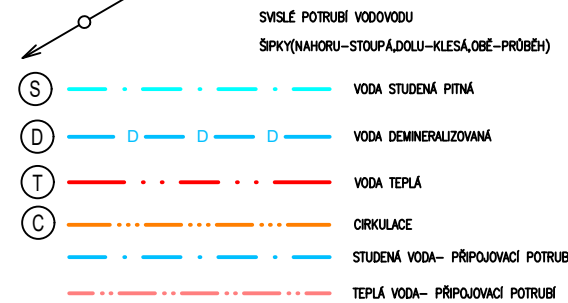 SVISLÉ POTRUBÍ VODOVODU
ŠIPKY(NAHORU-STOUPÁ,DOLU-KLESÁ,OBĚ-PRŮBĚH)
S VODA STUDENÁ PITNÁ
D D D D VODA DEMINERALIZOVANÁ
T VODA TEPLÁ
C CIRKULACE
STUDENÁ VODA- PŘIPOJOVACÍ POTRUB
TEPLÁ VODA- PŘIPOJOVACÍ POTRUBÍ